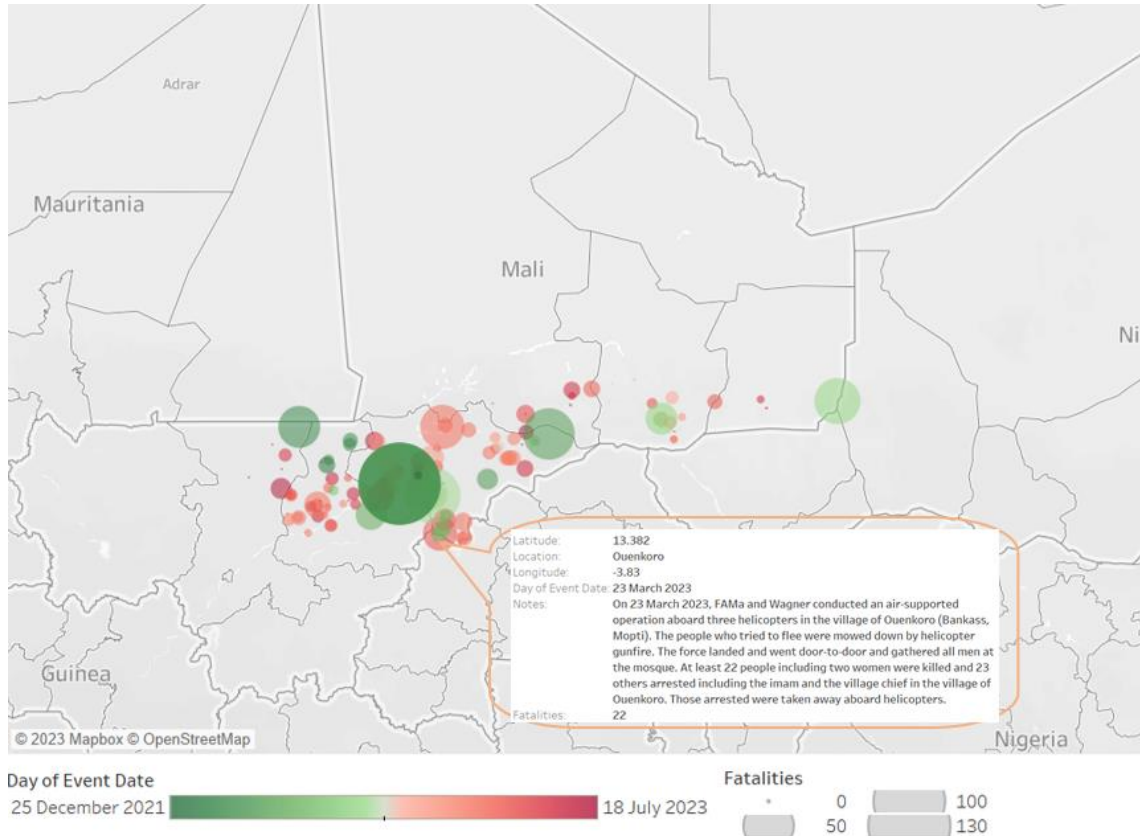 Adrar
Mauritania
Mali
Ni
Latitude: 13.382
Location: Ouenkoro
Longitude: -3.83
Day of Event Date: 23 March 2023
Notes: On 23 March 2023, FAMa and Wagner conducted an air-supported
operation aboard three helicopters in the village of Ouenkoro (Bankass,
Mopti). The people who tried to flee were mowed down by helicopter
gunfire. The force landed and went door-to-door and gathered all men at
the mosque. At least 22 people including two women were killed and 23
others arrested including the imam and the village chief in the village of
Ouenkoro. Those arrested were taken away aboard helicopters.
Fatalities: 22
Guinea
Nigeria
© 2023 Mapbox © OpenStreetMap
Day of Event Date
25 December 2021 18 July 2023
Fatalities
0 100
50 130